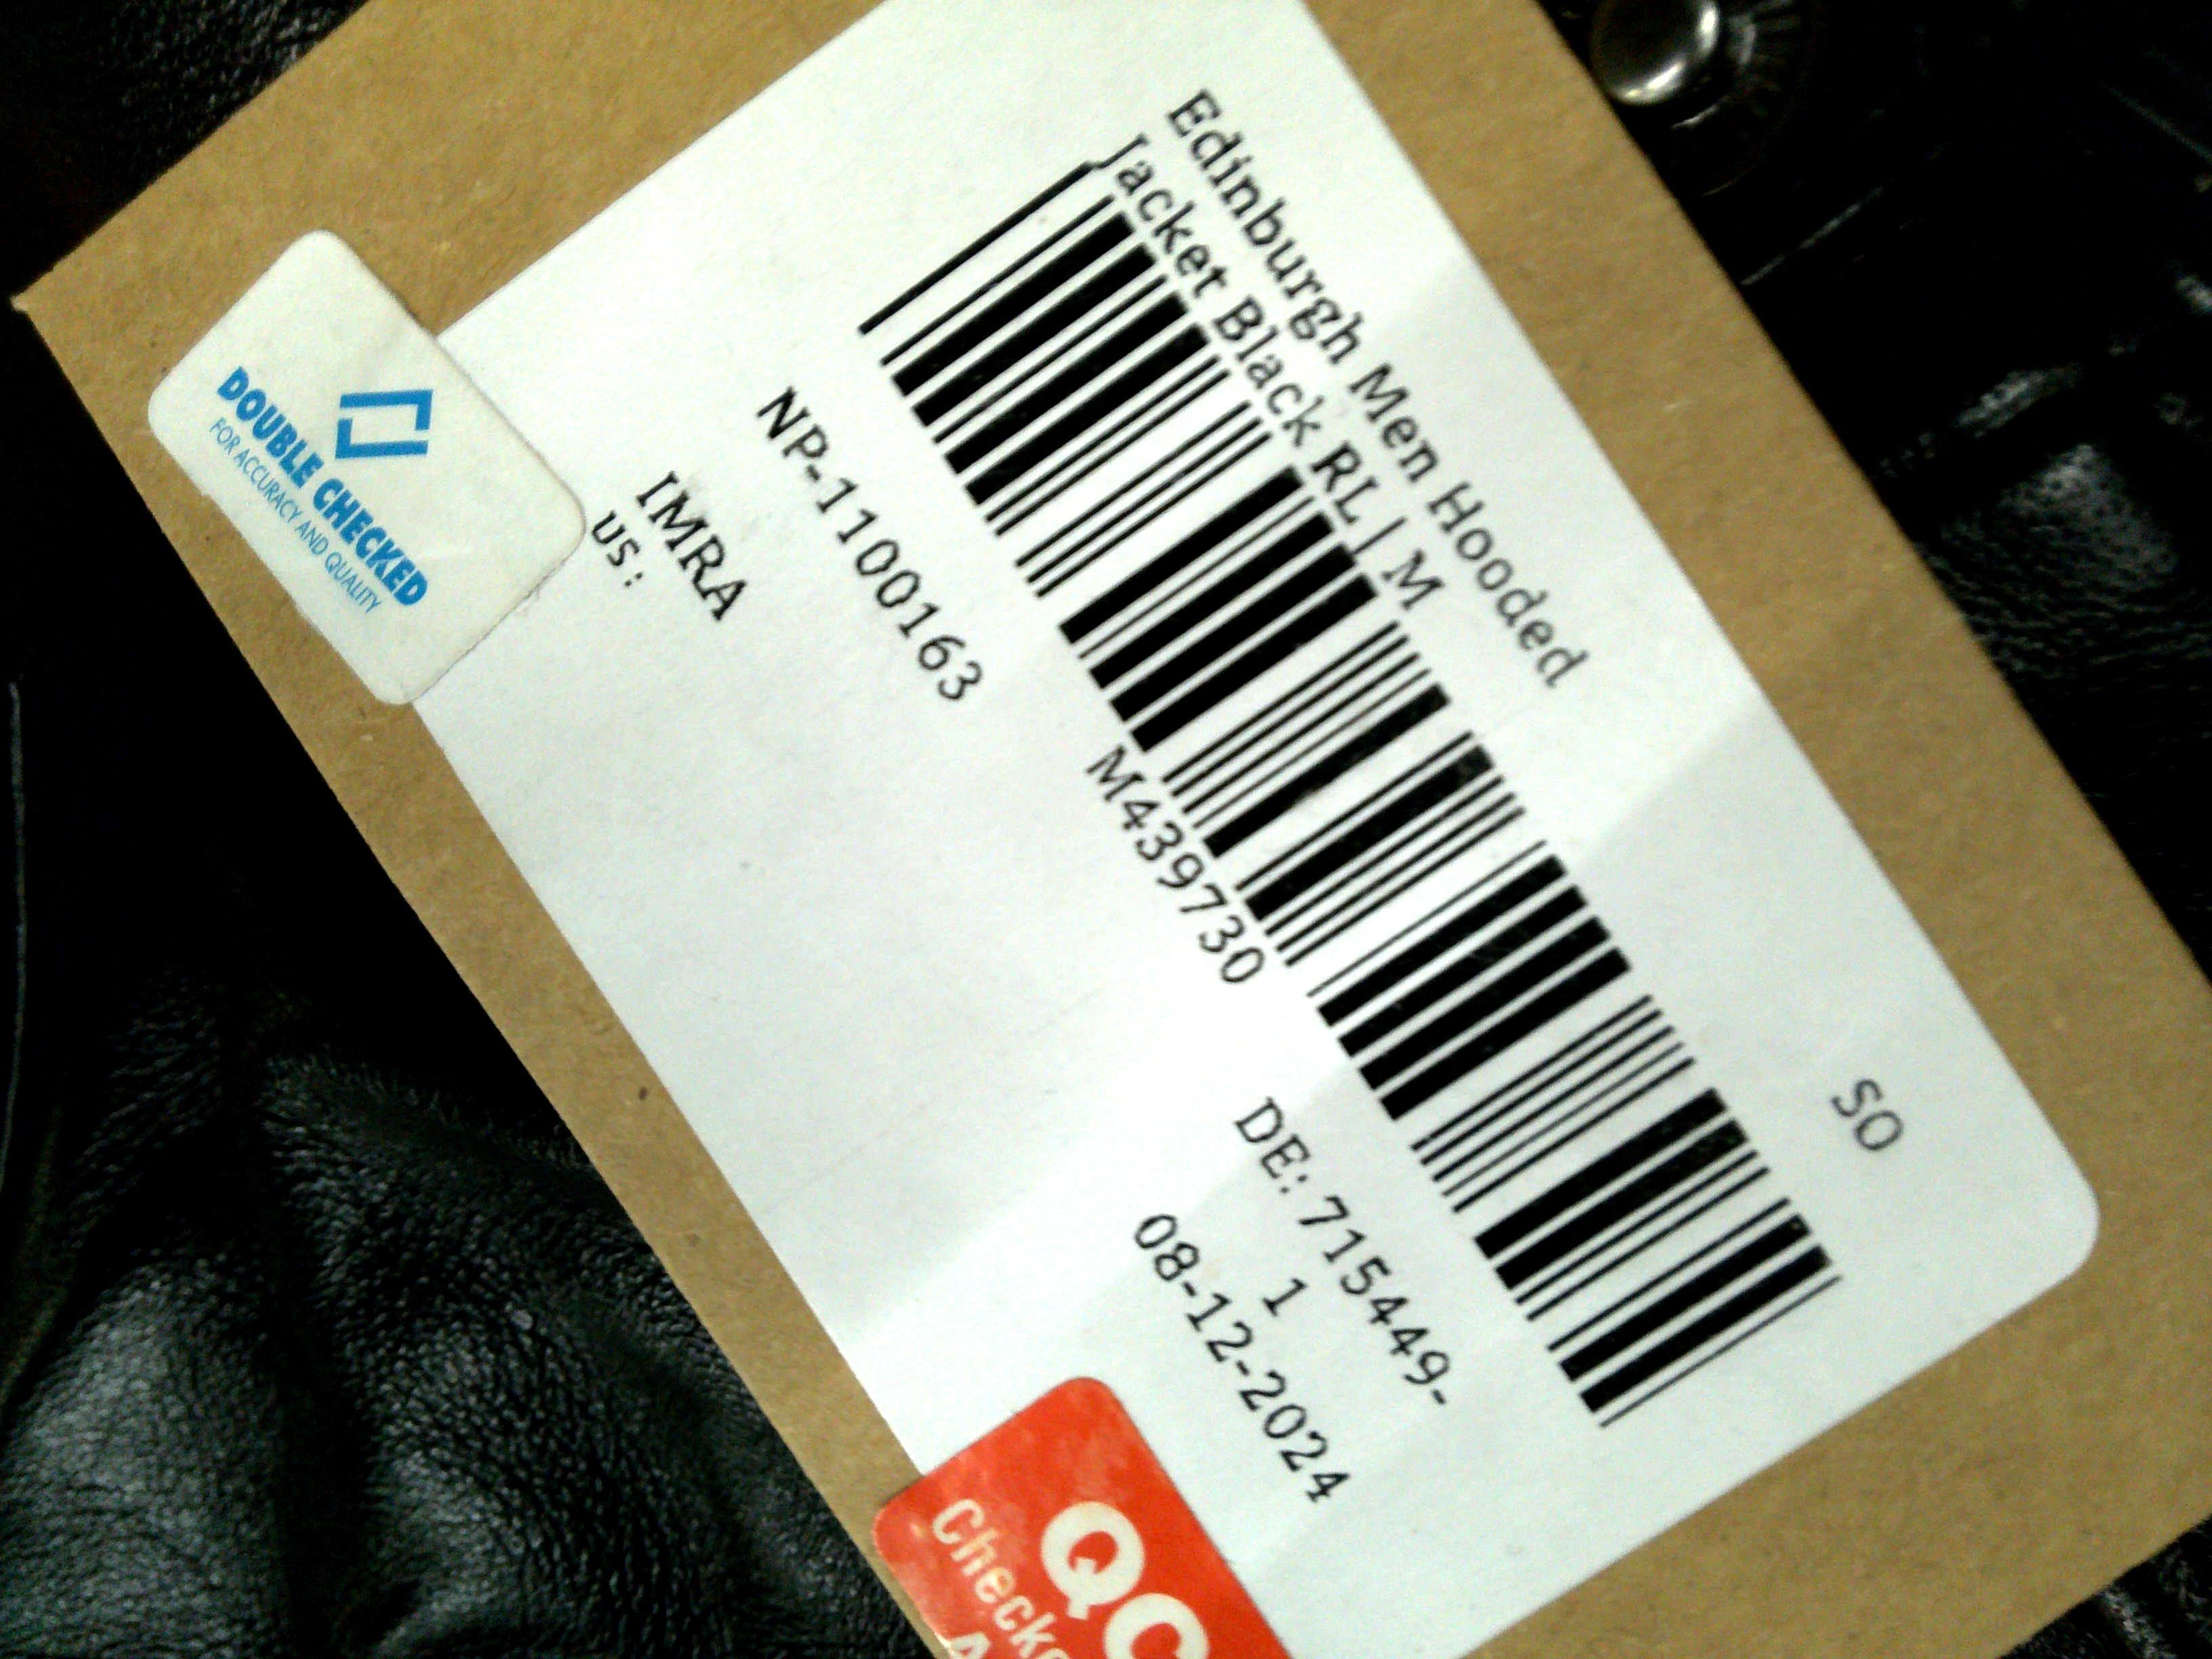 SO
Edinburgh Men Hooded
Jacket Black RL | M
M439730
NP-1100163
DE: 715449-
1
IMRA
08-12-2024
US:
DOUBLE CHECKED
FOR ACCURACY AND QUALITY
QC